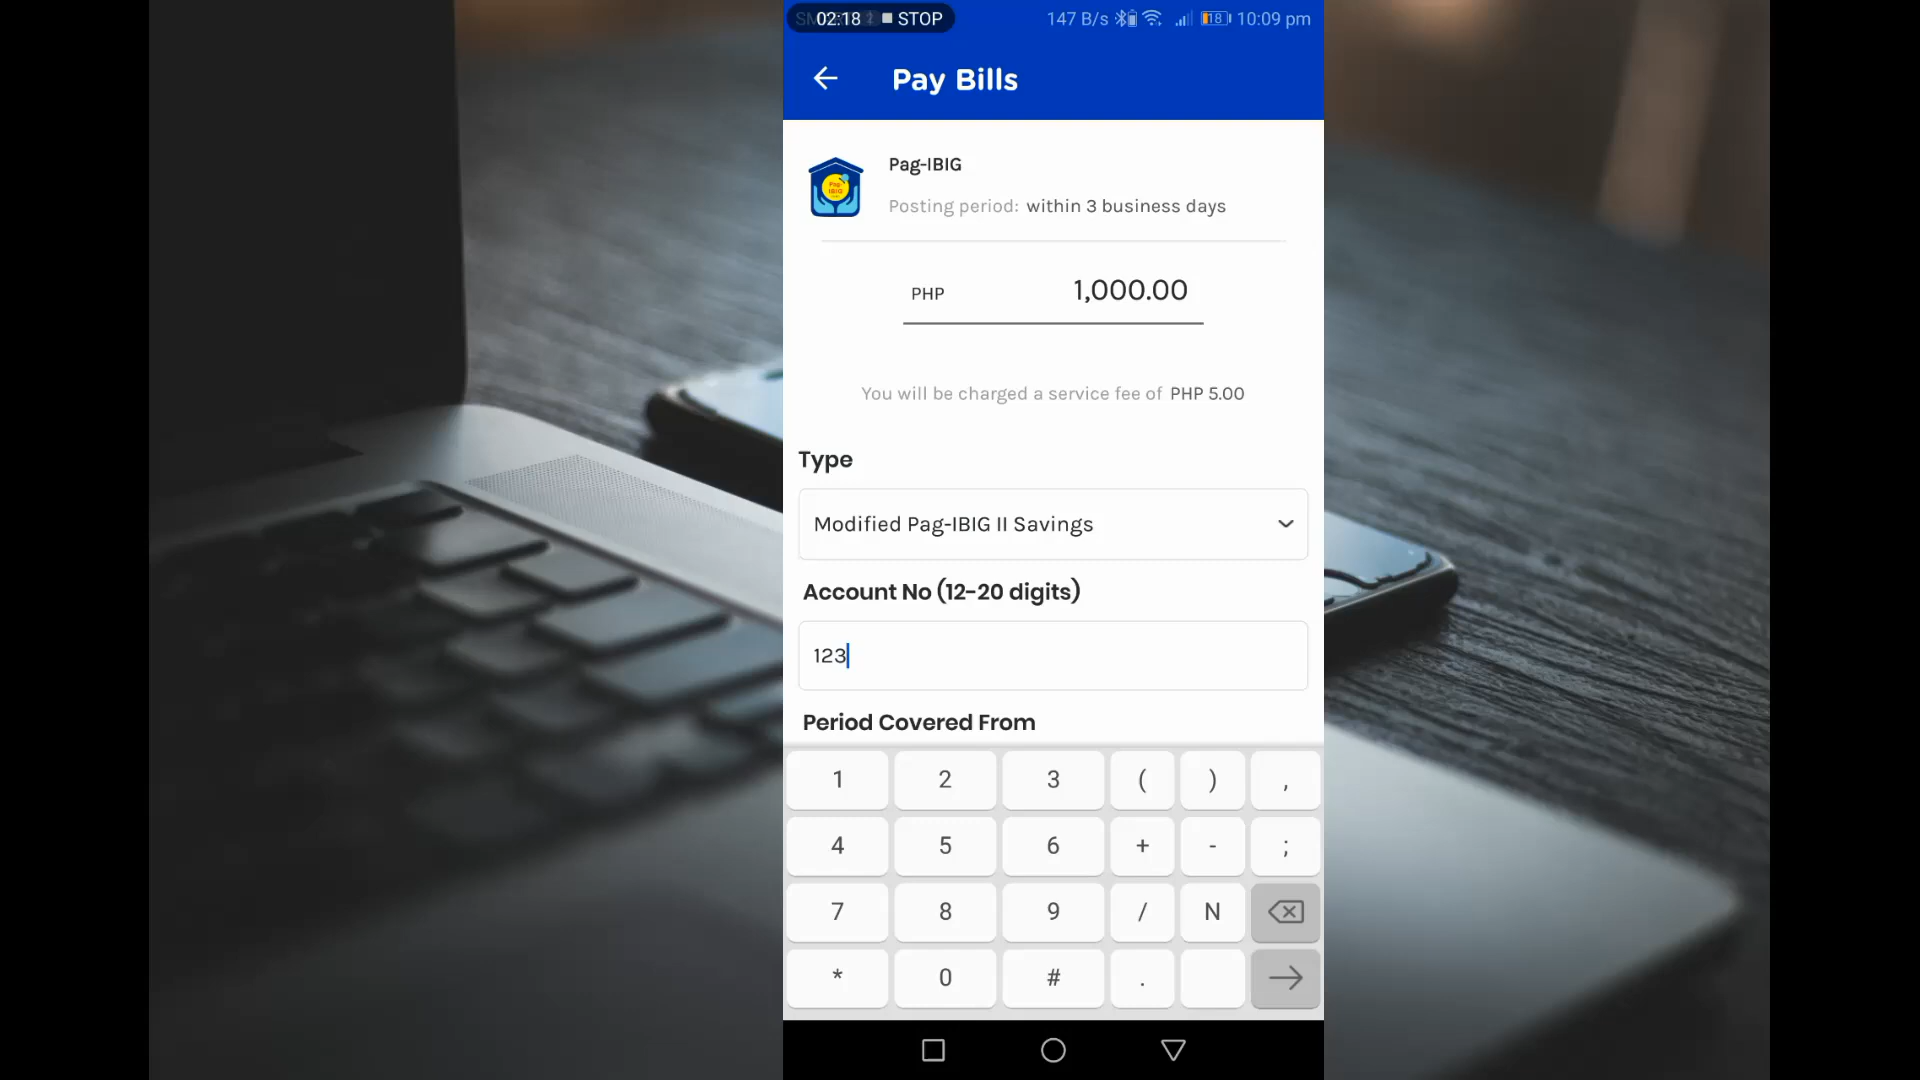 02:18 STOP 147 B/s 18 10:09 pm
Pay Bills
Pag-IBIG
Posting period: within 3 business days
PHP 1,000.00
You will be charged a service fee of PHP 5.00
Type
Modified Pag-IBIG II Savings
Account No (12-20 digits)
123
Period Covered From
1 2 3 ( ) ,
4 5 6 + - ;
7 8 9 / N
* 0 # .